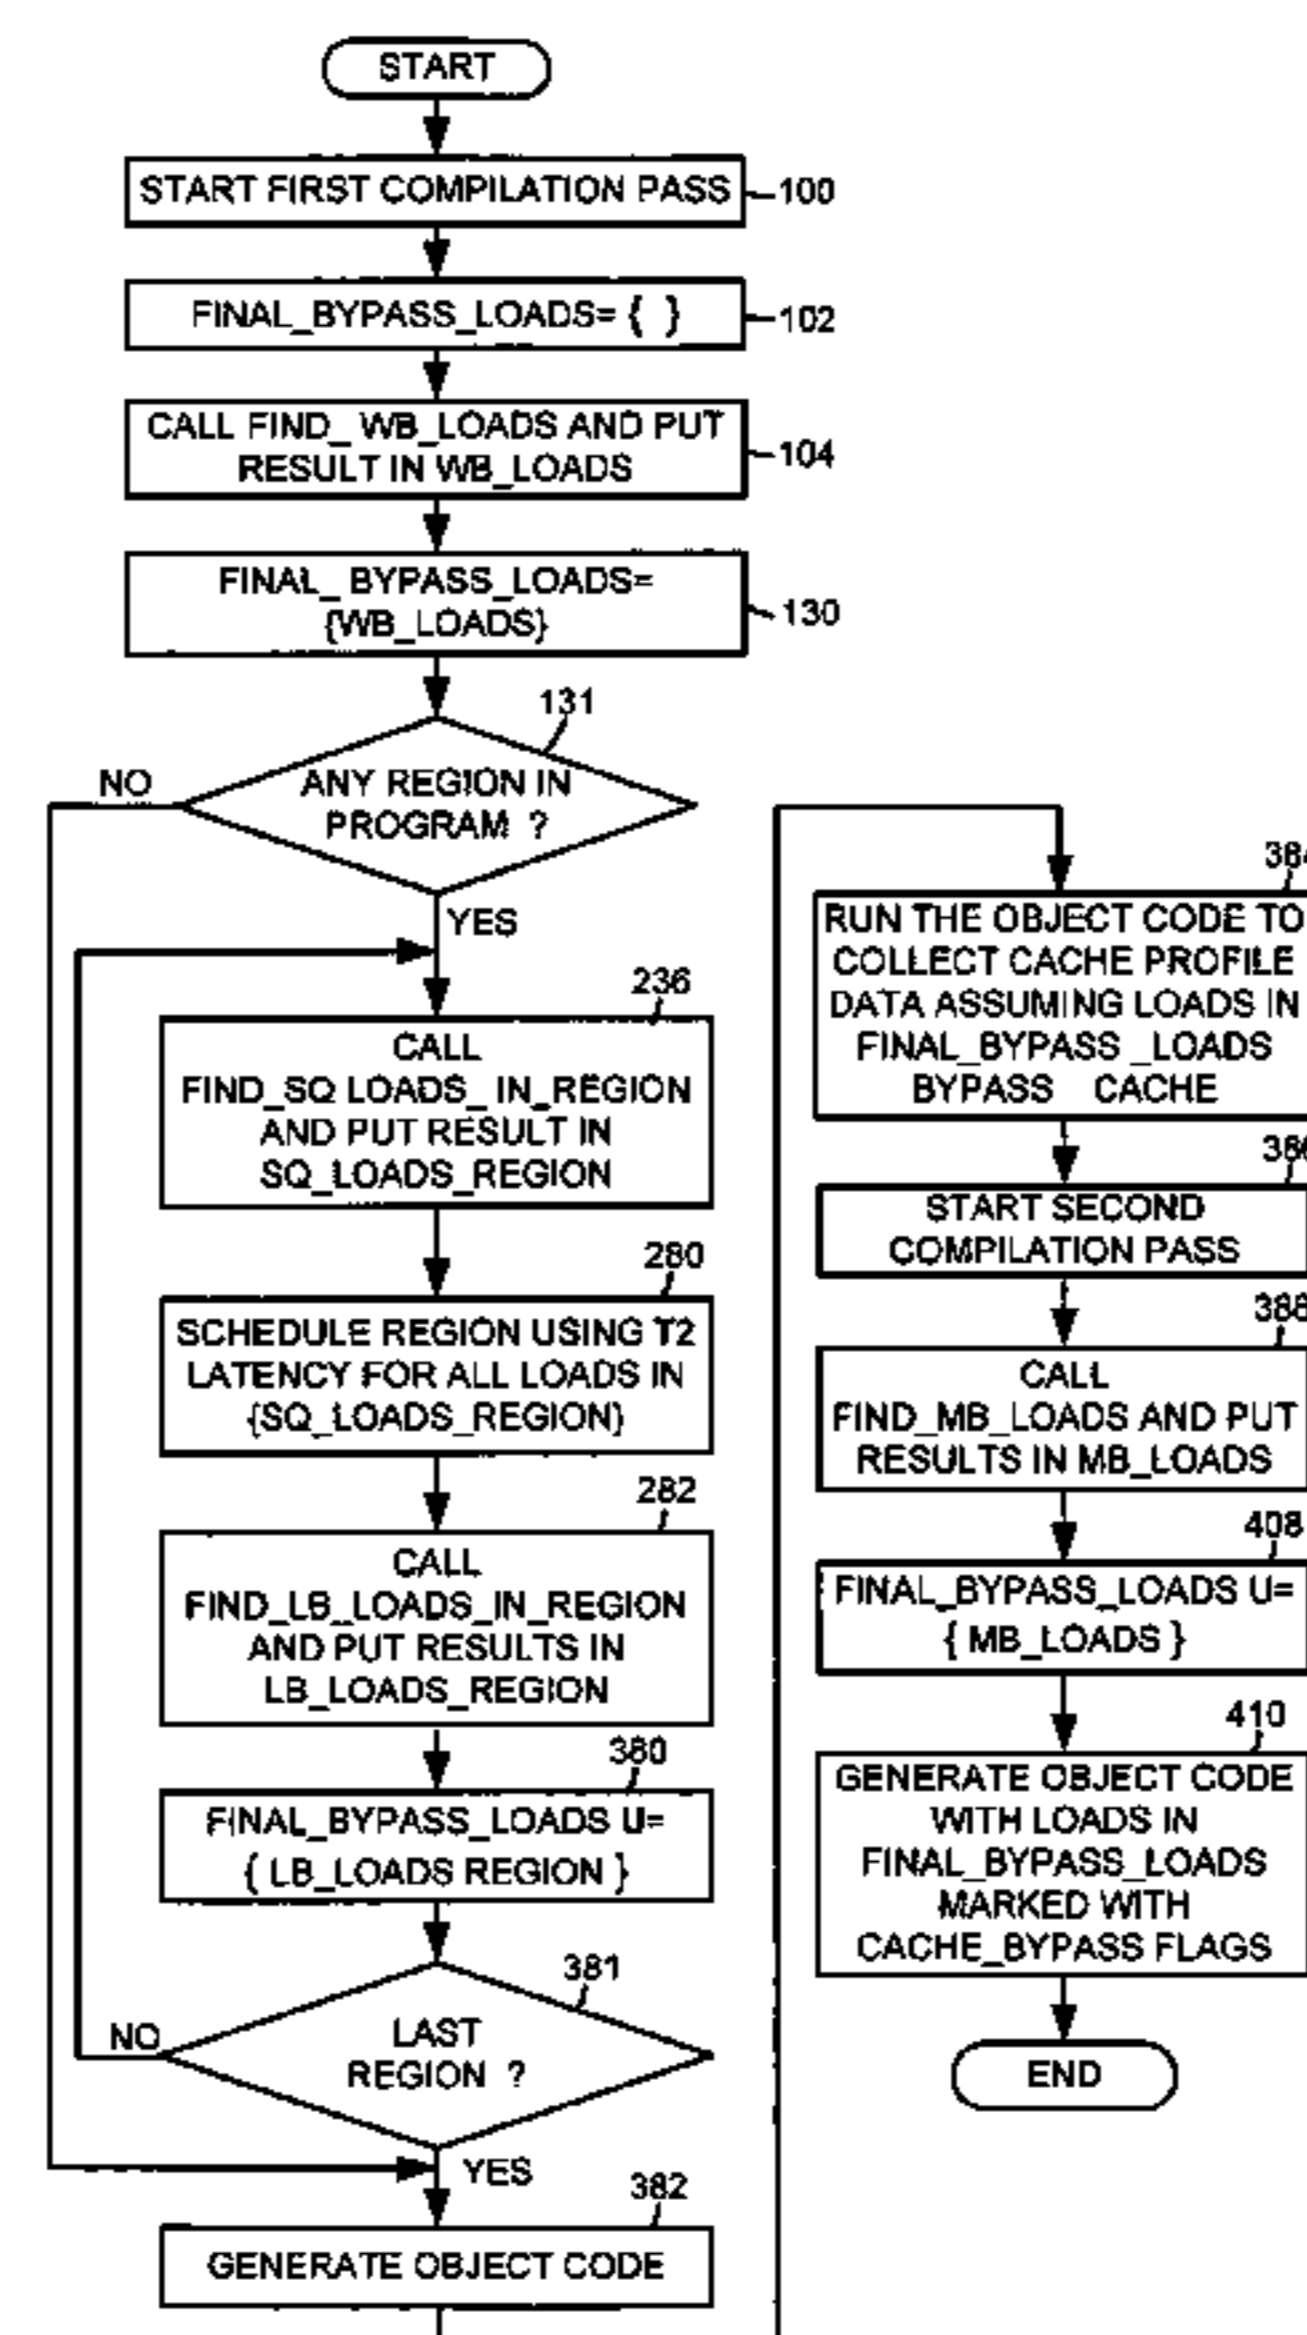 START
START FIRST COMPILATION PASS
100
FINAL_BYPASS_LOADS= { }
102
CALL FIND_ WB_LOADS AND PUT
RESULT IN WB_LOADS
104
FINAL_ BYPASS_LOADS=
{WB_LOADS}
130
131
ANY REGION IN
PROGRAM ?
NO
YES
236
CALL
FIND_SQ LOADS_ IN_REGION
AND PUT RESULT IN
SQ_LOADS_REGION
280
SCHEDULE REGION USING T2
LATENCY FOR ALL LOADS IN
{SQ_LOADS_REGION}
282
CALL
FIND_LB_LOADS_IN_REGION
AND PUT RESULTS IN
LB_LOADS_REGION
380
FINAL_BYPASS_LOADS U=
{ LB_LOADS REGION }
381
LAST
REGION ?
NO
YES
382
GENERATE OBJECT CODE
384
RUN THE OBJECT CODE TO
COLLECT CACHE PROFILE
DATA ASSUMING LOADS IN
FINAL_BYPASS _LOADS
BYPASS CACHE
START SECOND
COMPILATION PASS
CALL
FIND_MB_LOADS AND PUT
RESULTS IN MB_LOADS
408
FINAL_BYPASS_LOADS U=
{ MB_LOADS }
410
GENERATE OBJECT CODE
WITH LOADS IN
FINAL_BYPASS_LOADS
MARKED WITH
CACHE_BYPASS FLAGS
END